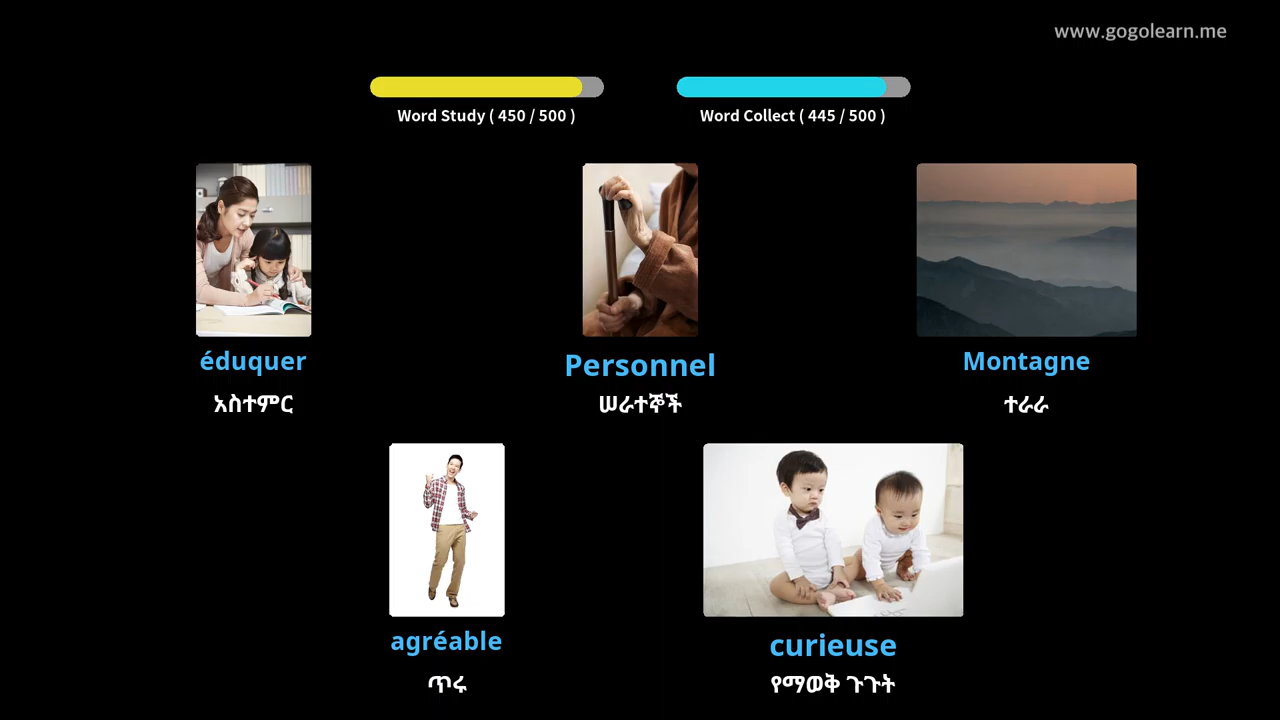 www.gogolearn.me
Word Study ( 450 / 500 )
Word Collect ( 445 / 500 )
éduquer
አስተምር
Personnel
ሠራተኞች
Montagne
ተራራ
agréable
ጥሩ
curieuse
የማወቅ ጉጉት